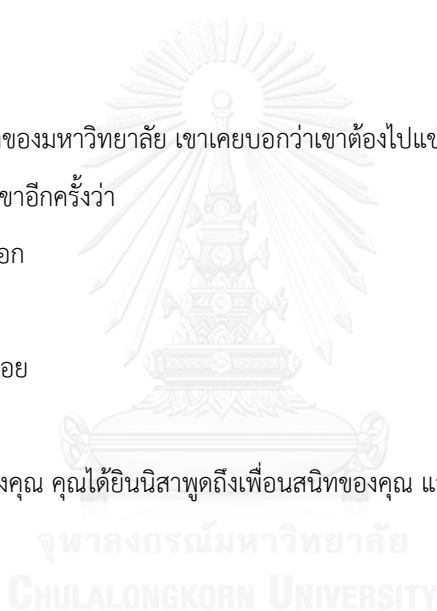 ของมหาวิทยาลัย เขาเคยบอกว่าเขาต้องไปแข่
ขาอีกครั้งว่า
อก
อย
งคุณ คุณได้ยินนิสาพูดถึงเพื่อนสนิทของคุณ แ
จุฬาลงกรณ์มหาวิทยาลัย
CHULALONGKORN UNIVERSITY